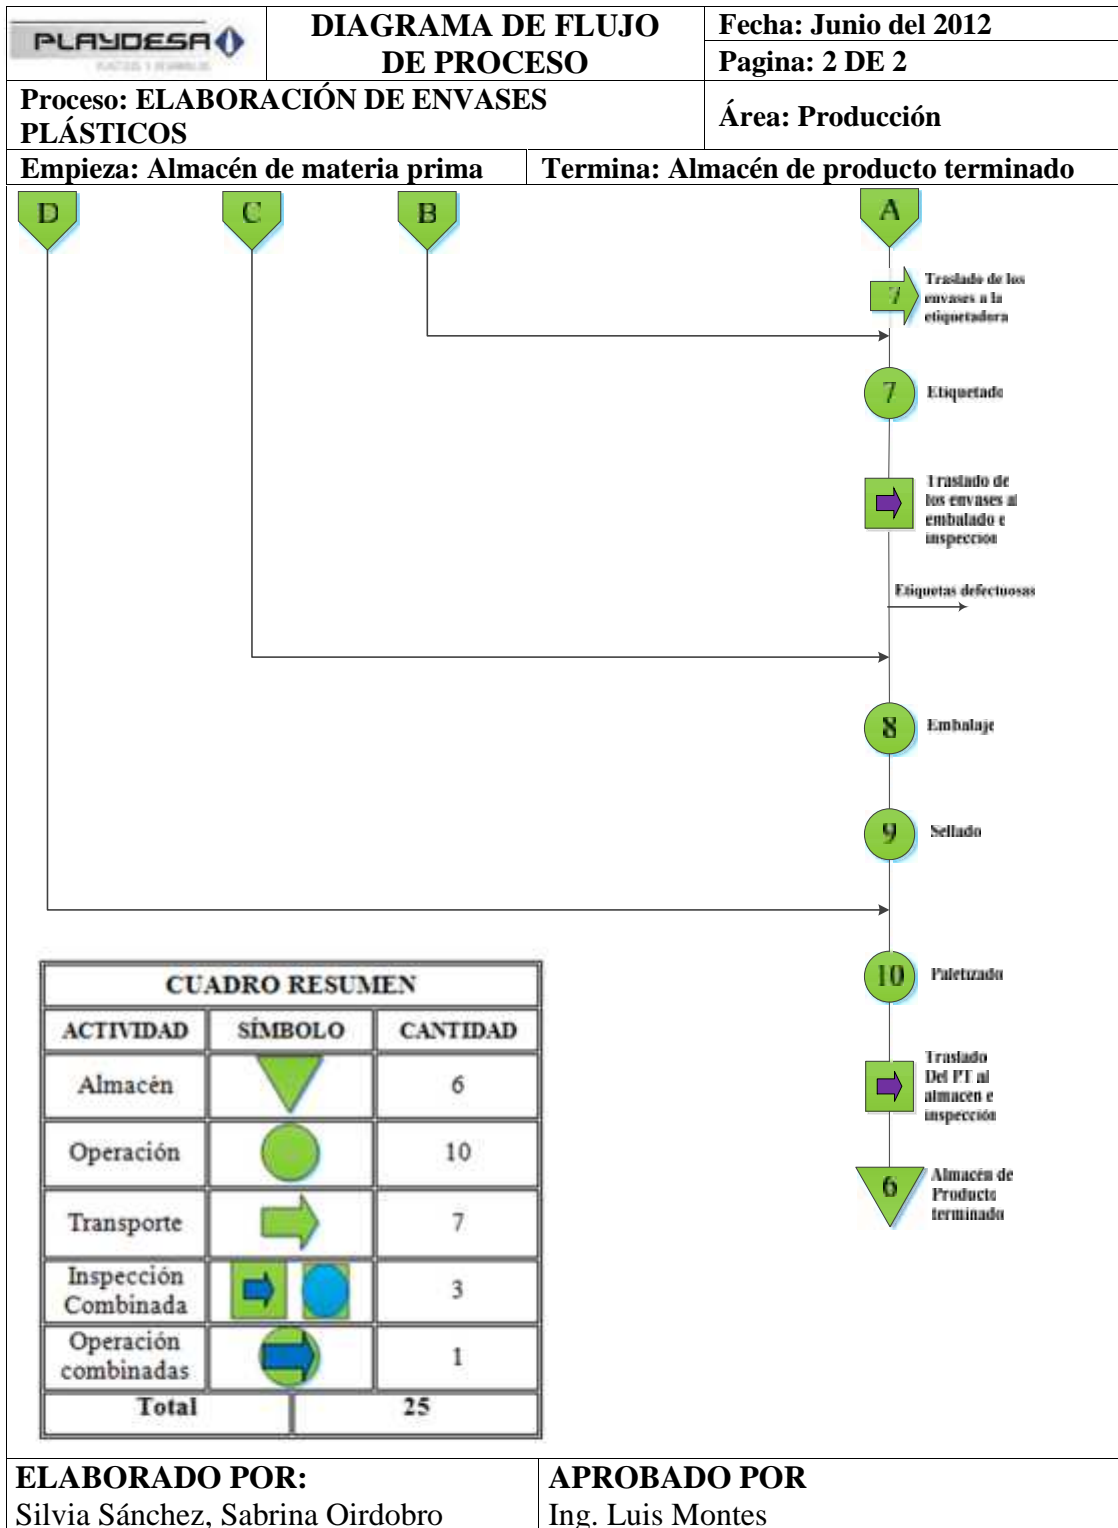 PLAYDESA
DIAGRAMA DE FLUJO
DE PROCESO
Fecha: Junio del 2012
Pagina: 2 DE 2
Proceso: ELABORACIÓN DE ENVASES
PLÁSTICOS
Área: Producción
Empieza: Almacén de materia prima
Termina: Almacén de producto terminado
D
C
B
A
7
Traslado de los
envases a la
etiquetadora
7
Etiquetado
Traslado de
los envases al
embalado e
inspección
Etiquetas defectuosas
8
Embalaje
9
Sellado
10
Paletizado
Traslado
Del PT al
almacen e
inspección
6
Almacén de
Producto
terminado
CUADRO RESUMEN
ACTIVIDAD SÍMBOLO CANTIDAD
Almacén 6
Operación 10
Transporte 7
Inspección
Combinada 3
Operación
combinadas 1
Total 25
ELABORADO POR:
Silvia Sánchez, Sabrina Oirdobro
APROBADO POR
Ing. Luis Montes